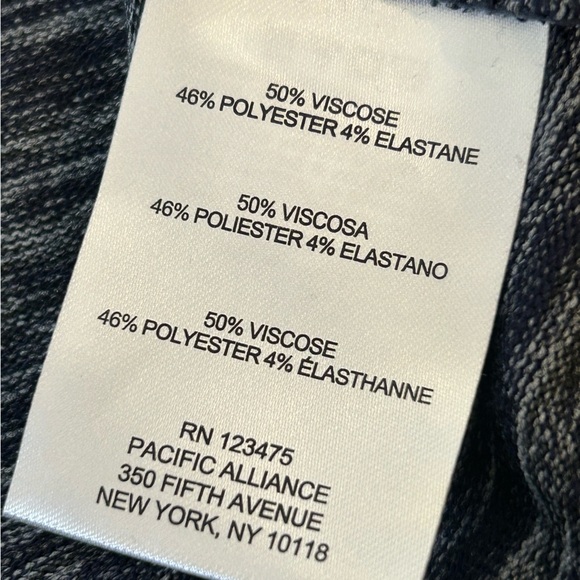 50% VISCOSE
46% POLYESTER 4% ELASTANE
50% VISCOSA
46% POLIESTER 4% ELASTANO
50% VISCOSE
46% POLYESTER 4% ÉLASTHANNE
RN 123475
PACIFIC ALLIANCE
350 FIFTH AVENUE
NEW YORK, NY 10118